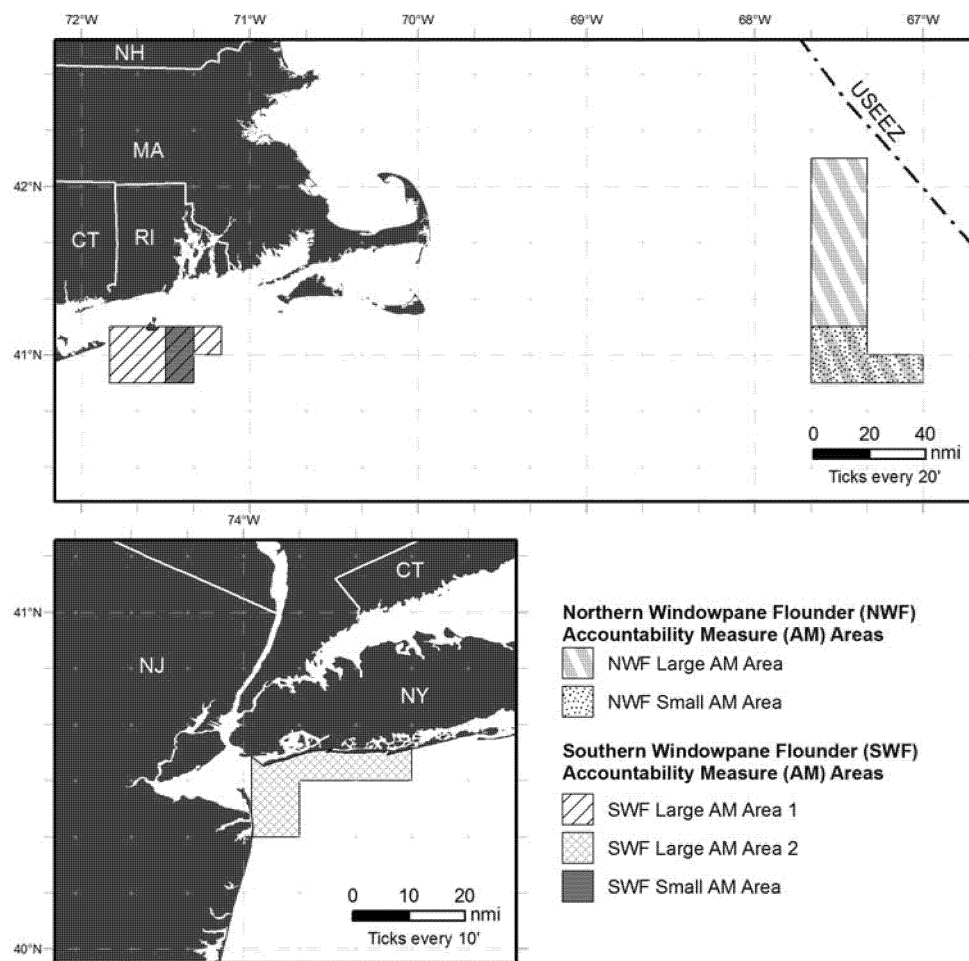 72°W 71°W 70°W 69°W 68°W 67°W
NH
USEEZ
MA
42°N 42°N
CT RI
41°N 41°N
0 20 40
nmi
Ticks every 20'
74°W
CT
41°N
NJ
NY
0 10 20
nmi
Ticks every 10'
40°N
Northern Windowpane Flounder (NWF)
Accountability Measure (AM) Areas
NWF Large AM Area
NWF Small AM Area
Southern Windowpane Flounder (SWF)
Accountability Measure (AM) Areas
SWF Large AM Area 1
SWF Large AM Area 2
SWF Small AM Area